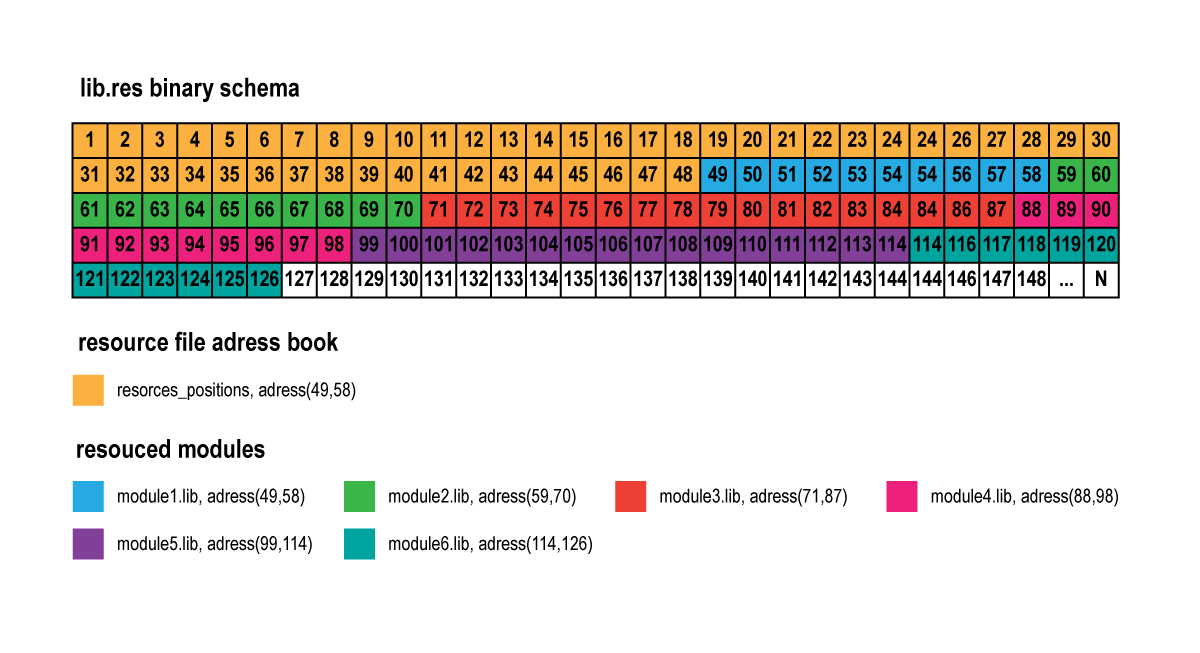 lib.res binary schema
1 2 3 4 5 6 7 8 9 10 11 12 13 14 15 16 17 18 19 20 21 22 23 24 24 26 27 28 29 30
31 32 33 34 35 36 37 38 39 40 41 42 43 44 45 46 47 48 49 50 51 52 53 54 54 56 57 58 59 60
61 62 63 64 65 66 67 68 69 70 71 72 73 74 75 76 77 78 79 80 81 82 83 84 84 86 87 88 89 90
91 92 93 94 95 96 97 98 99 100 101 102 103 104 105 106 107 108 109 110 111 112 113 114 114 116 117 118 119 120
121 122 123 124 125 126 127 128 129 130 131 132 133 134 135 136 137 138 139 140 141 142 143 144 144 146 147 148 ... N
resource file adress book
resorces_positions, adress(49,58)
resouced modules
module1.lib, adress(49,58) module2.lib, adress(59,70) module3.lib, adress(71,87) module4.lib, adress(88,98)
module5.lib, adress(99,114) module6.lib, adress(114,126)